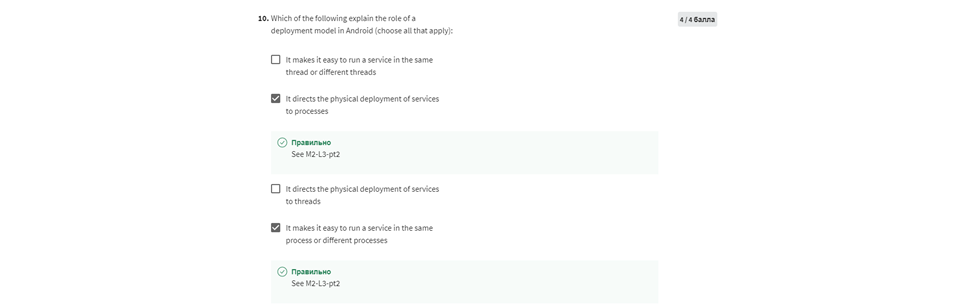 10. Which of the following explain the role of a
deployment model in Android (choose all that apply):
4 / 4 балла
It makes it easy to run a service in the same
thread or different threads
It directs the physical deployment of services
to processes
Правильно
See M2-L3-pt2
It directs the physical deployment of services
to threads
It makes it easy to run a service in the same
process or different processes
Правильно
See M2-L3-pt2